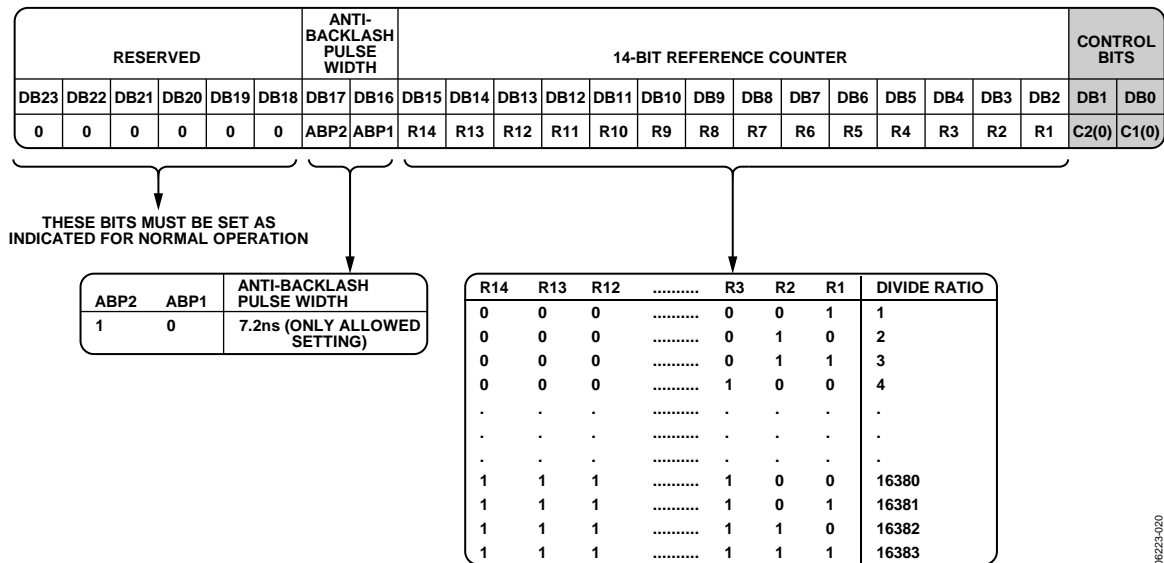 RESERVED
ANTI-
BACKLASH
PULSE
WIDTH
14-BIT REFERENCE COUNTER
CONTROL
BITS
DB23 DB22 DB21 DB20 DB19 DB18 DB17 DB16 DB15 DB14 DB13 DB12 DB11 DB10 DB9 DB8 DB7 DB6 DB5 DB4 DB3 DB2 DB1 DB0
0 0 0 0 0 0 ABP2 ABP1 R14 R13 R12 R11 R10 R9 R8 R7 R6 R5 R4 R3 R2 R1 C2(0) C1(0)
THESE BITS MUST BE SET AS
INDICATED FOR NORMAL OPERATION
ABP2 ABP1 ANTI-BACKLASH
PULSE WIDTH
1 0 7.2ns (ONLY ALLOWED
SETTING)
R14 R13 R12 .......... R3 R2 R1 DIVIDE RATIO
0 0 0 .......... 0 0 1 1
0 0 0 .......... 0 1 0 2
0 0 0 .......... 0 1 1 3
0 0 0 .......... 1 0 0 4
. . . .......... . . . .
. . . .......... . . . .
. . . .......... . . . .
1 1 1 .......... 1 0 0 16380
1 1 1 .......... 1 0 1 16381
1 1 1 .......... 1 1 0 16382
1 1 1 .......... 1 1 1 16383
06223-020